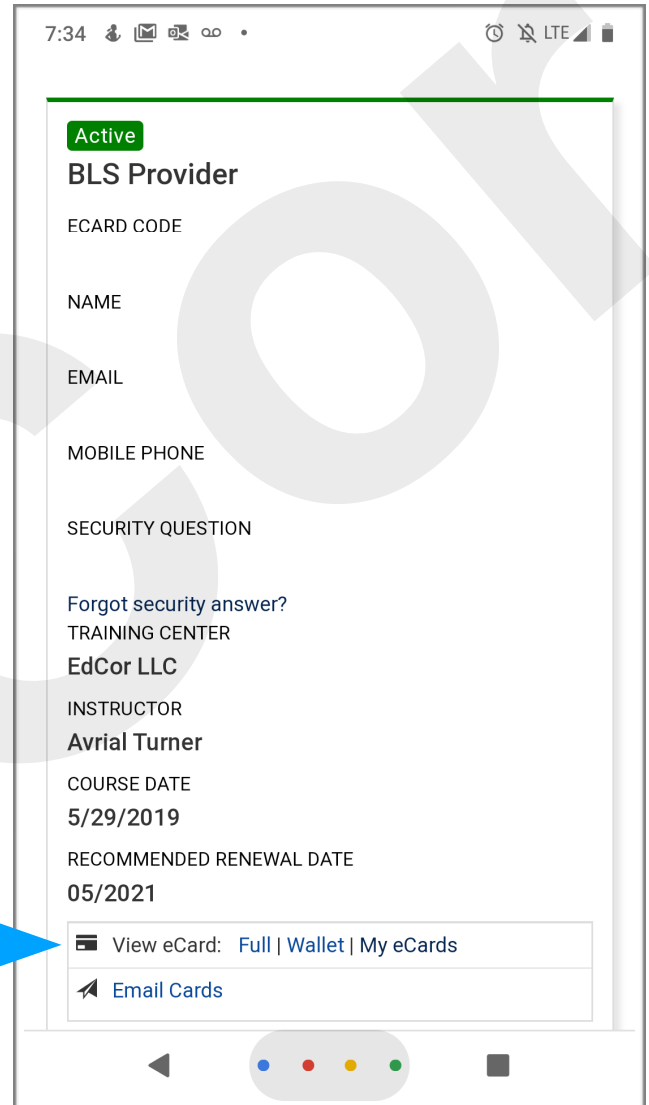 7:34 LTE
Active
BLS Provider
ECARD CODE
NAME
EMAIL
MOBILE PHONE
SECURITY QUESTION
Forgot security answer?
TRAINING CENTER
EdCor LLC
INSTRUCTOR
Avrial Turner
COURSE DATE
5/29/2019
RECOMMENDED RENEWAL DATE
05/2021
View eCard: Full | Wallet | My eCards
Email Cards